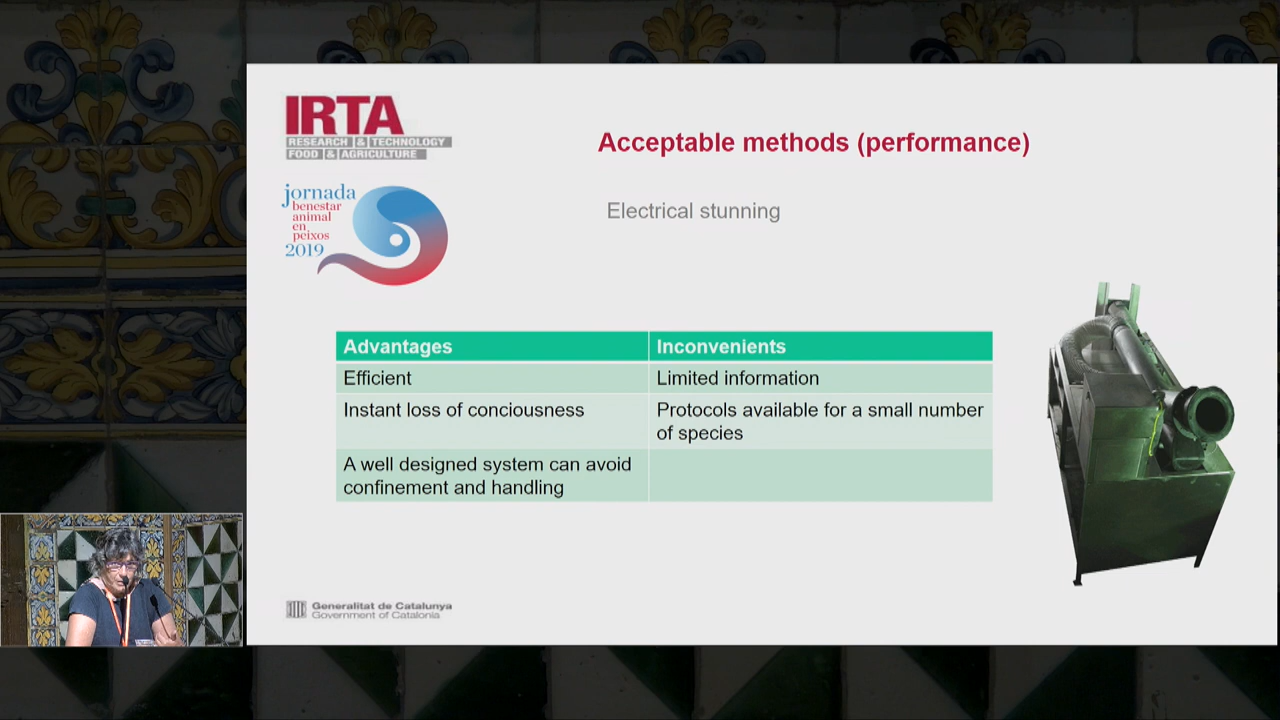 IRTA
RESEARCH & TECHNOLOGY
FOOD & AGRICULTURE
jornada
benestar
animal
en
peixos
2019
Acceptable methods (performance)
Electrical stunning
Advantages
Inconvenients
Efficient
Limited information
Instant loss of conciousness
Protocols available for a small number
of species
A well designed system can avoid
confinement and handling
Generalitat de Catalunya
Government of Catalonia